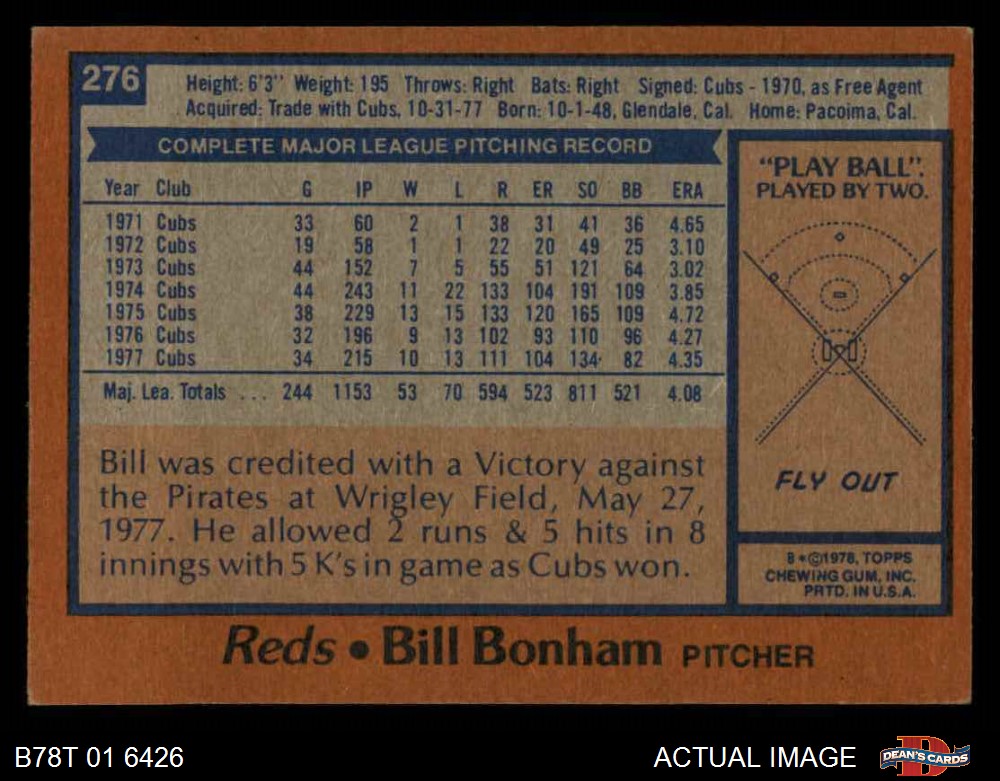 276
Height: 6'3" Weight: 195 Throws: Right Bats: Right Signed: Cubs - 1970, as Free Agent
Acquired: Trade with Cubs, 10-31-77 Born: 10-1-48, Glendale, Cal. Home: Pacoima, Cal.
COMPLETE MAJOR LEAGUE PITCHING RECORD
Year Club G IP W L R ER SO BB ERA
1971 Cubs 33 60 2 1 38 31 41 36 4.65
1972 Cubs 19 58 1 1 22 20 49 25 3.10
1973 Cubs 44 152 7 5 55 51 121 64 3.02
1974 Cubs 44 243 11 22 133 104 191 109 3.85
1975 Cubs 38 229 13 15 133 120 165 109 4.72
1976 Cubs 32 196 9 13 102 93 110 96 4.27
1977 Cubs 34 215 10 13 111 104 134· 82 4.35
Maj. Lea. Totals ... 244 1153 53 70 594 523 811 521 4.08
Bill was credited with a Victory against
the Pirates at Wrigley Field, May 27,
1977. He allowed 2 runs & 5 hits in 8
innings with 5 K's in game as Cubs won.
"PLAY BALL".
PLAYED BY TWO.
FLY OUT
8 * ©1978, TOPPS
CHEWING GUM, INC.
PRTD. IN U.S.A.
Reds • Bill Bonham PITCHER
B78T 01 6426
ACTUAL IMAGE
D
DEAN'S CARDS